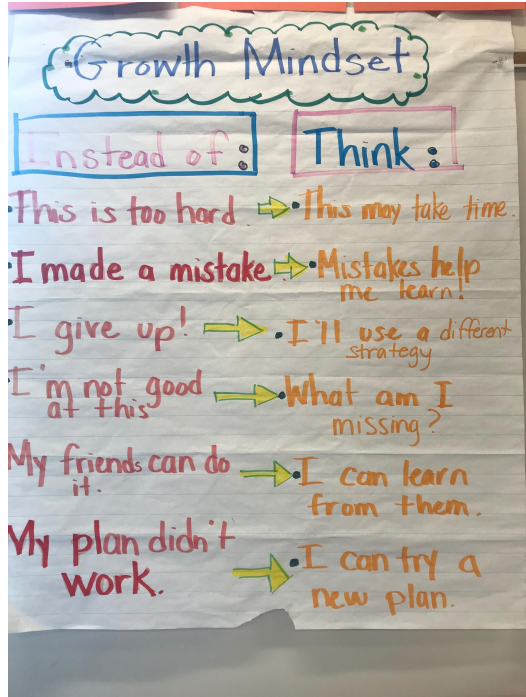 Growth Mindset
Instead of:
Think:
This is too hard
This may take time.
I made a mistake.
Mistakes help
me learn!
I give up!
I'll use a different
strategy
I'm not good
at this
What am I
missing?
My friends can do
it.
I can learn
from them.
My plan didn't
work.
I can try a
new plan.